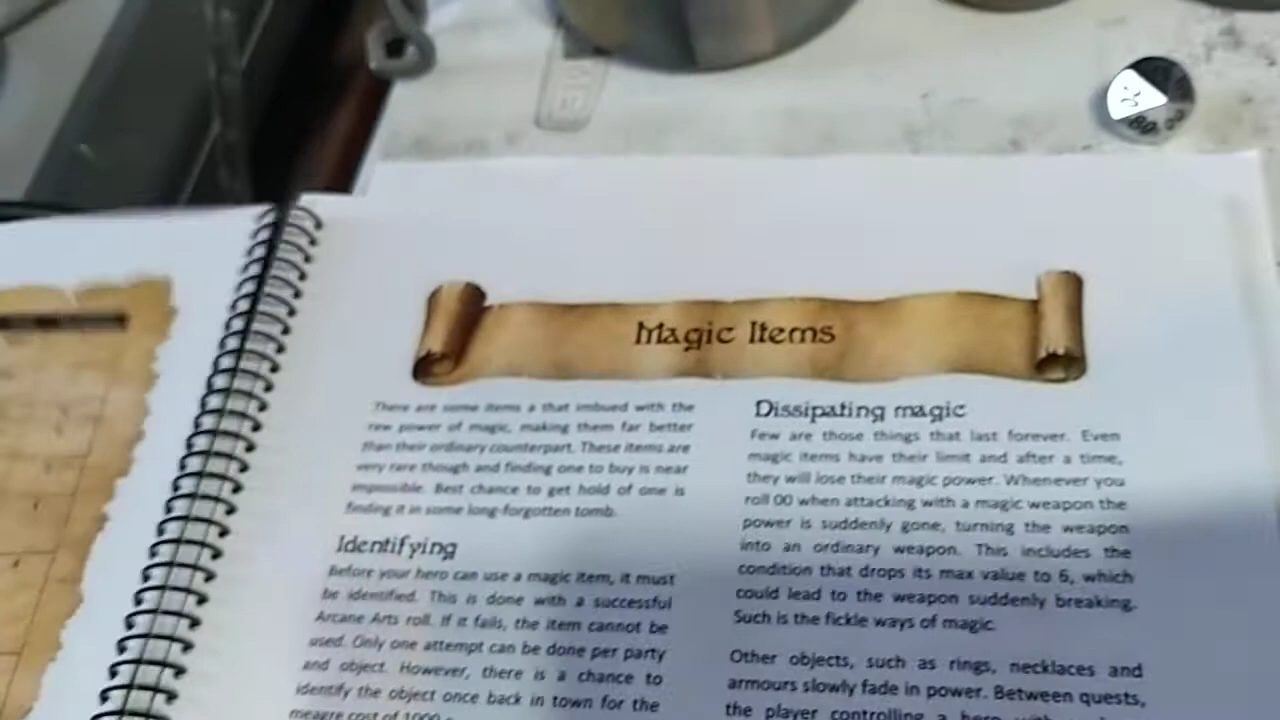 Magic Items
There are some items a that imbued with the
raw power of magic, making them far better
than their ordinary counterpart. These items are
very rare though and finding one to buy is near
impossible. Best chance to get hold of one is
finding it in some long-forgotten tomb.
Identifying
Before your hero can use a magic item, it must
be identified. This is done with a successful
Arcane Arts roll. If it fails, the item cannot be
used. Only one attempt can be done per party
and object. However, there is a chance to
identify the object once back in town for the
meagre cost of 1000
Dissipating magic
Few are those things that last forever. Even
magic items have their limit and after a time,
they will lose their magic power. Whenever you
roll 00 when attacking with a magic weapon the
power is suddenly gone, turning the weapon
into an ordinary weapon. This includes the
condition that drops its max value to 6, which
could lead to the weapon suddenly breaking.
Such is the fickle ways of magic.
Other objects, such as rings, necklaces and
armours slowly fade in power. Between quests,
the player controlling a hero with